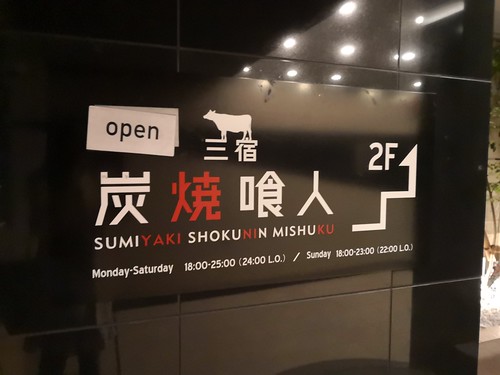 open
三宿
2F
炭焼喰人
SUMIYAKI SHOKUNIN MISHUKU
Monday-Saturday 18:00-25:00 (24:00 L.O.) / Sunday 18:00-23:00 (22:00 L.O.)